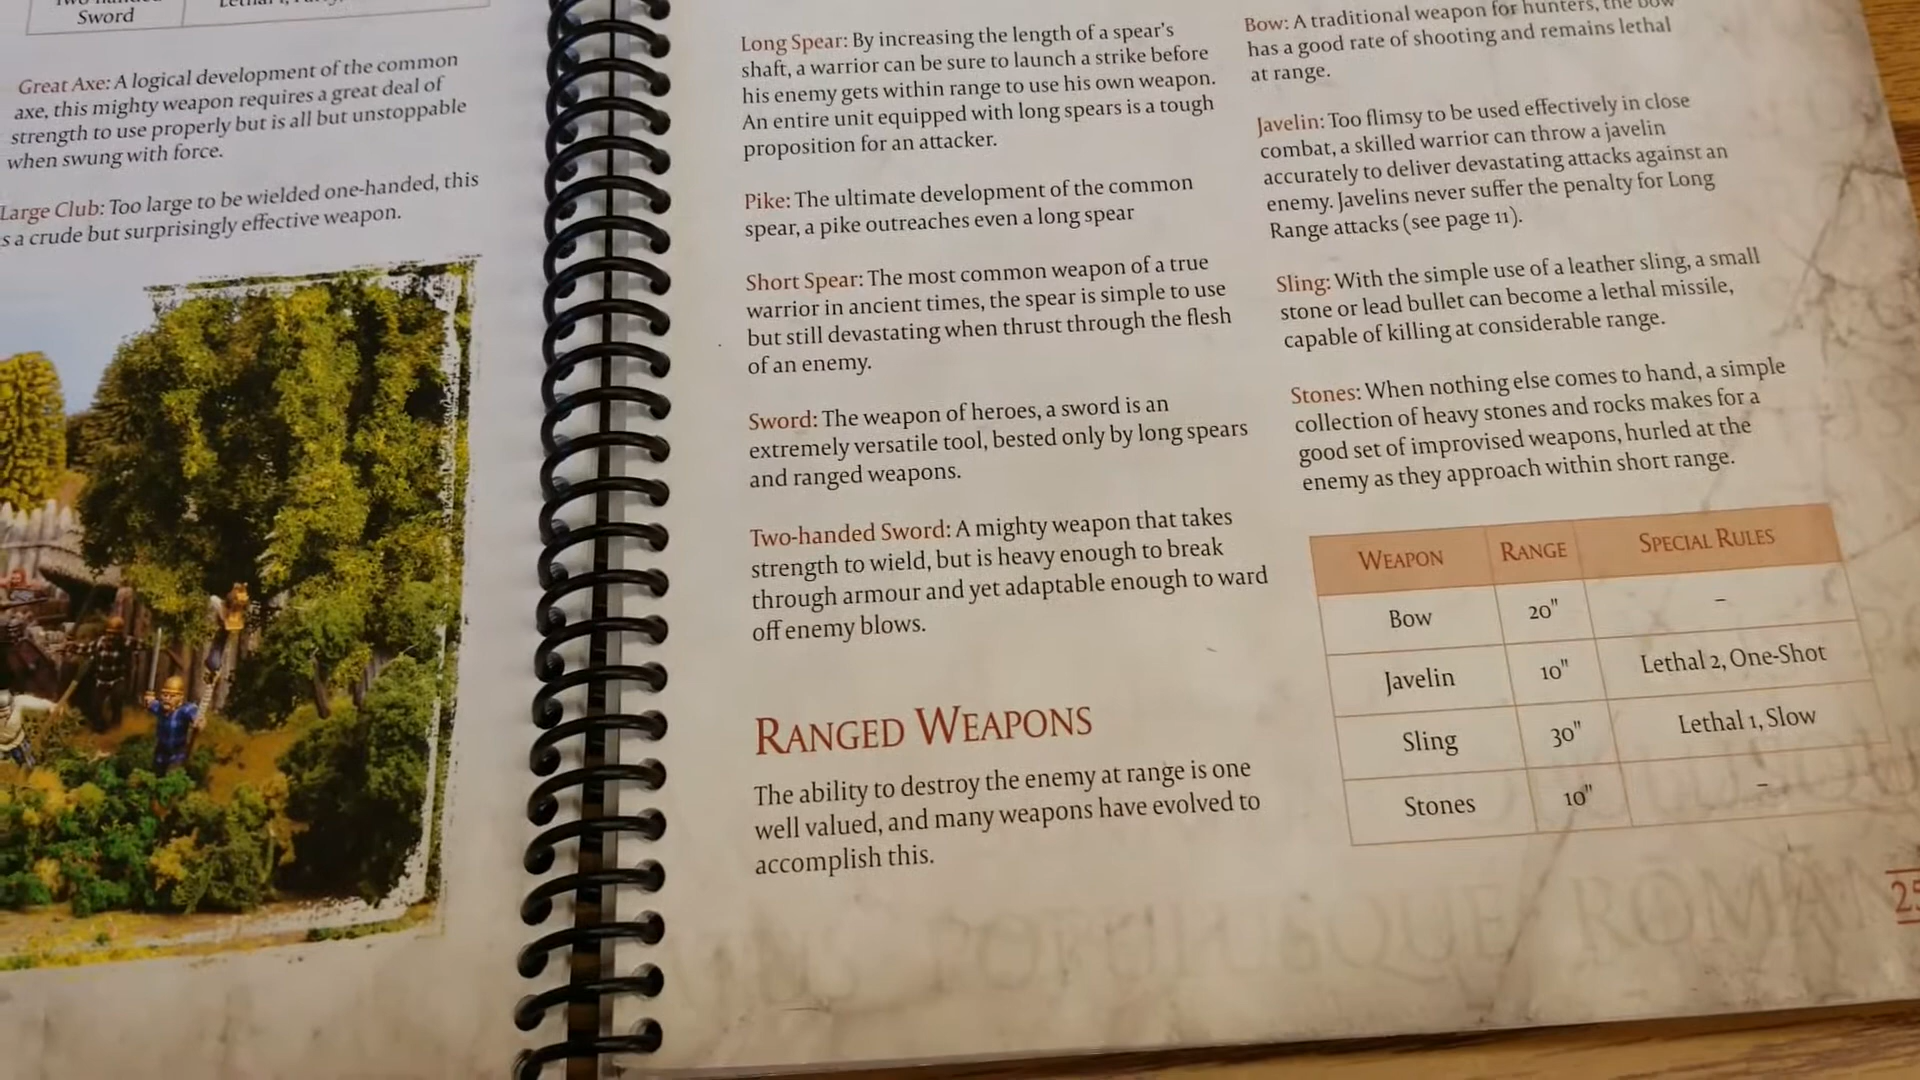 Sword
Great Axe: A logical development of the common
axe, this mighty weapon requires a great deal of
strength to use properly but is all but unstoppable
when swung with force.
Large Club: Too large to be wielded one-handed, this
s a crude but surprisingly effective weapon.
Long Spear: By increasing the length of a spear's
shaft, a warrior can be sure to launch a strike before
his enemy gets within range to use his own weapon.
An entire unit equipped with long spears is a tough
proposition for an attacker.
Pike: The ultimate development of the common
spear, a pike outreaches even a long spear
Short Spear: The most common weapon of a true
warrior in ancient times, the spear is simple to use
but still devastating when thrust through the flesh
of an enemy.
Sword: The weapon of heroes, a sword is an
extremely versatile tool, bested only by long spears
and ranged weapons.
Two-handed Sword: A mighty weapon that takes
strength to wield, but is heavy enough to break
through armour and yet adaptable enough to ward
off enemy blows.
RANGED WEAPONS
The ability to destroy the enemy at range is one
well valued, and many weapons have evolved to
accomplish this.
Bow: A traditional weapon for hunters, the bow
has a good rate of shooting and remains lethal
at range.
Javelin: Too flimsy to be used effectively in close
combat, a skilled warrior can throw a javelin
accurately to deliver devastating attacks against an
enemy. Javelins never suffer the penalty for Long
Range attacks (see page 11).
Sling: With the simple use of a leather sling, a small
stone or lead bullet can become a lethal missile,
capable of killing at considerable range.
Stones: When nothing else comes to hand, a simple
collection of heavy stones and rocks makes for a
good set of improvised weapons, hurled at the
enemy as they approach within short range.
WEAPON RANGE SPECIAL RULES
Bow 20" –
Javelin 10" Lethal 2, One-Shot
Sling 30" Lethal 1, Slow
Stones 10" –
25